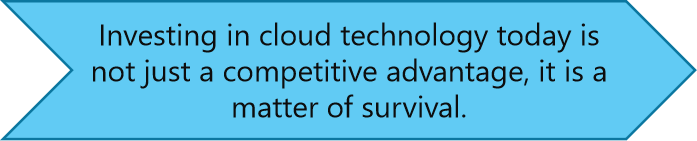 Investing in cloud technology today is
not just a competitive advantage, it is a
matter of survival.